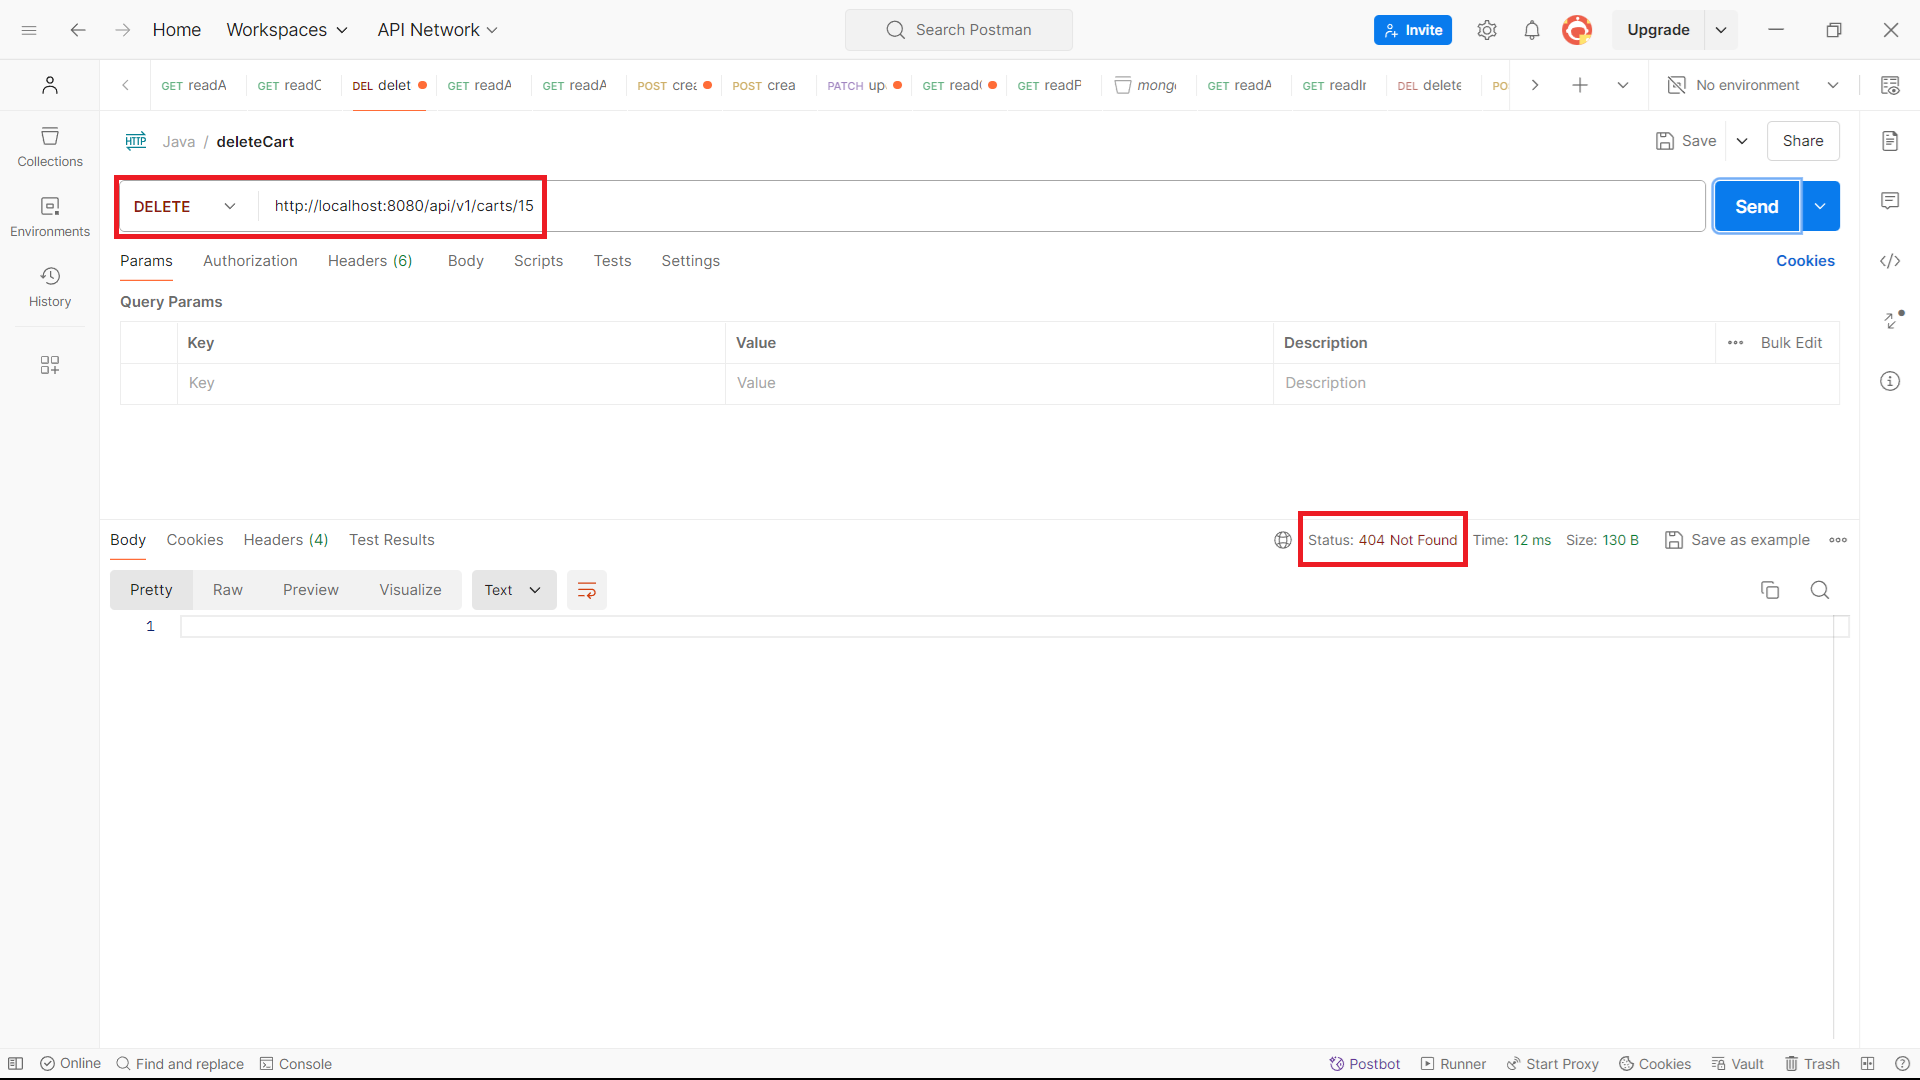 Home Workspaces API Network Search Postman Invite Upgrade
GET readA GET readC DEL delet GET readA GET readA POST crea POST crea PATCH up GET read GET readP mong GET readA GET readIr DEL delete PO No environment
HTTP Java / deleteCart Save Share
Collections
DELETE http://localhost:8080/api/v1/carts/15 Send
Environments
Params Authorization Headers (6) Body Scripts Tests Settings Cookies
History
Query Params
Key Value Description Bulk Edit
Key Value Description
Body Cookies Headers (4) Test Results Status: 404 Not Found Time: 12 ms Size: 130 B Save as example
Pretty Raw Preview Visualize Text
1
Online Find and replace Console Postbot Runner Start Proxy Cookies Vault Trash